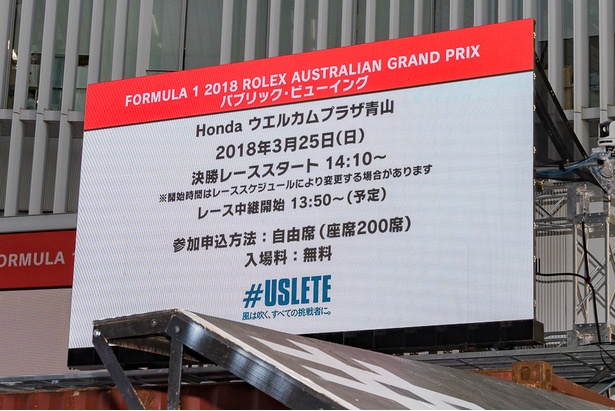 FORMULA 1 2018 ROLEX AUSTRALIAN GRAND PRIX
パブリック・ビューイング
Honda ウエルカムプラザ青山
2018年3月25日(日)
決勝レーススタート 14:10～
※開始時間はレーススケジュールにより変更する場合があります
レース中継開始 13:50～(予定)
参加申込方法：自由席（座席200席）
入場料：無料
#USLETE
風は吹く、すべての挑戦者に。
FORMULA 1